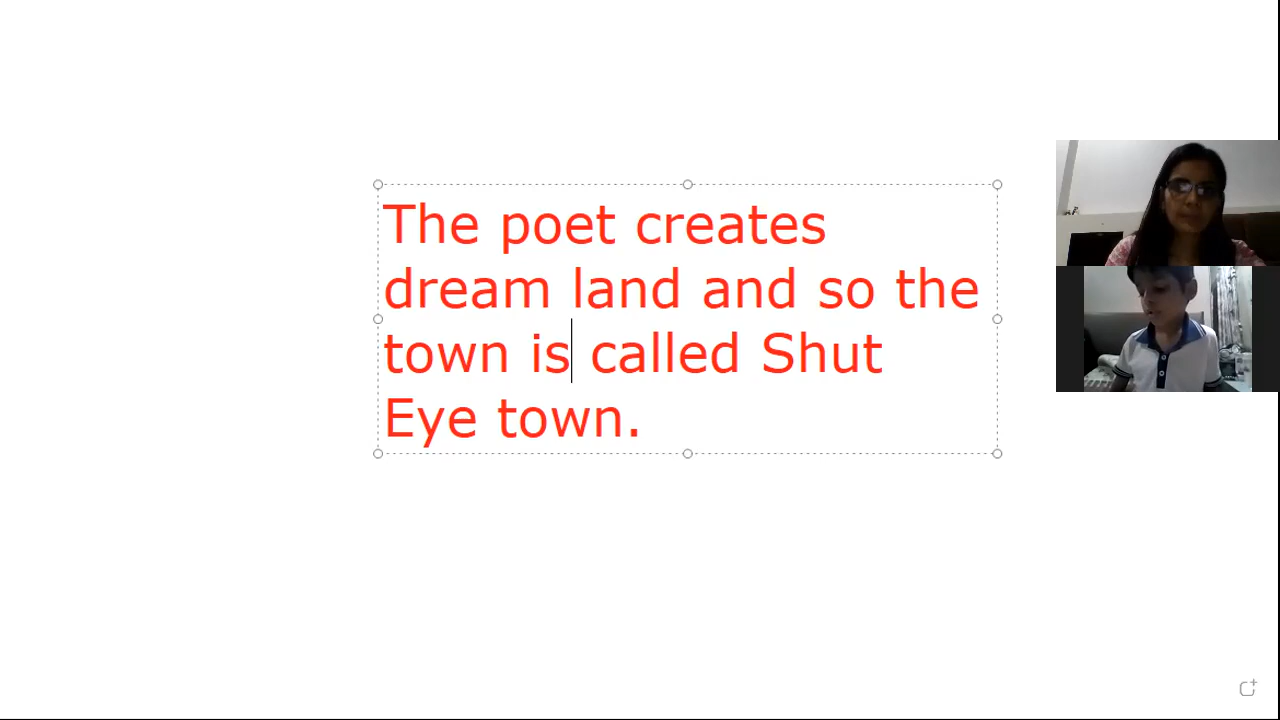 The poet creates
dream land and so the
town is called Shut
Eye town.